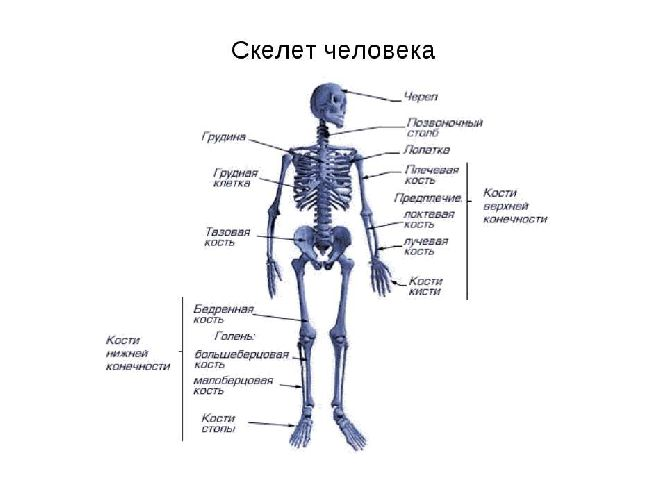 Скелет человека
Череп
Позвоночный
столб
Лопатка
Плечевая
кость
Предплечие:
локтевая
кость
лучевая
кость
Кости
кисти
Кости
верхней
конечности
Грудина
Грудная
клетка
Тазовая
кость
Бедренная
кость
Голень:
большеберцовая
кость
малоберцовая
кость
Кости
стопы
Кости
нижней
конечности